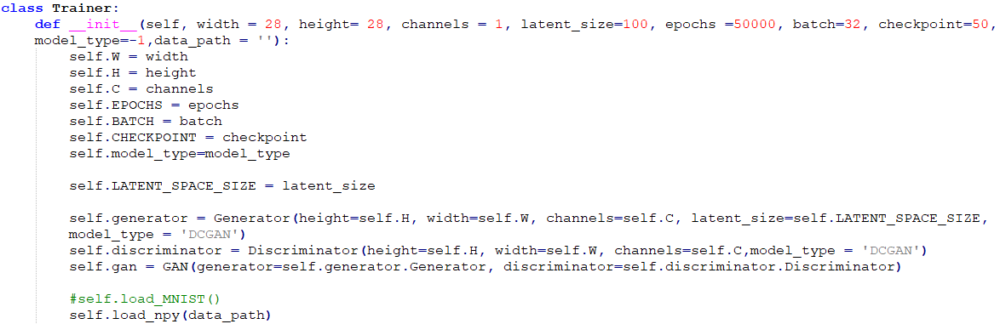 class Trainer:
    def __init__(self, width = 28, height= 28, channels = 1, latent_size=100, epochs =50000, batch=32, checkpoint=50,
    model_type=-1,data_path = ''):
        self.W = width
        self.H = height
        self.C = channels
        self.EPOCHS = epochs
        self.BATCH = batch
        self.CHECKPOINT = checkpoint
        self.model_type=model_type

        self.LATENT_SPACE_SIZE = latent_size

        self.generator = Generator(height=self.H, width=self.W, channels=self.C, latent_size=self.LATENT_SPACE_SIZE,
        model_type = 'DCGAN')
        self.discriminator = Discriminator(height=self.H, width=self.W, channels=self.C,model_type = 'DCGAN')
        self.gan = GAN(generator=self.generator.Generator, discriminator=self.discriminator.Discriminator)

        #self.load_MNIST()
        self.load_npy(data_path)